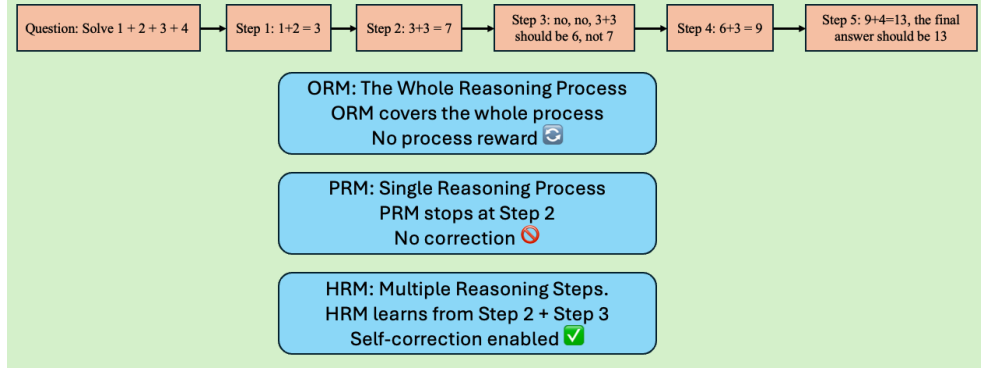 Question: Solve 1 + 2 + 3 + 4
Step 1: 1+2 = 3
Step 2: 3+3 = 7
Step 3: no, no, 3+3
should be 6, not 7
Step 4: 6+3 = 9
Step 5: 9+4=13, the final
answer should be 13
ORM: The Whole Reasoning Process
ORM covers the whole process
No process reward 🔄
PRM: Single Reasoning Process
PRM stops at Step 2
No correction 🚫
HRM: Multiple Reasoning Steps.
HRM learns from Step 2 + Step 3
Self-correction enabled ✅